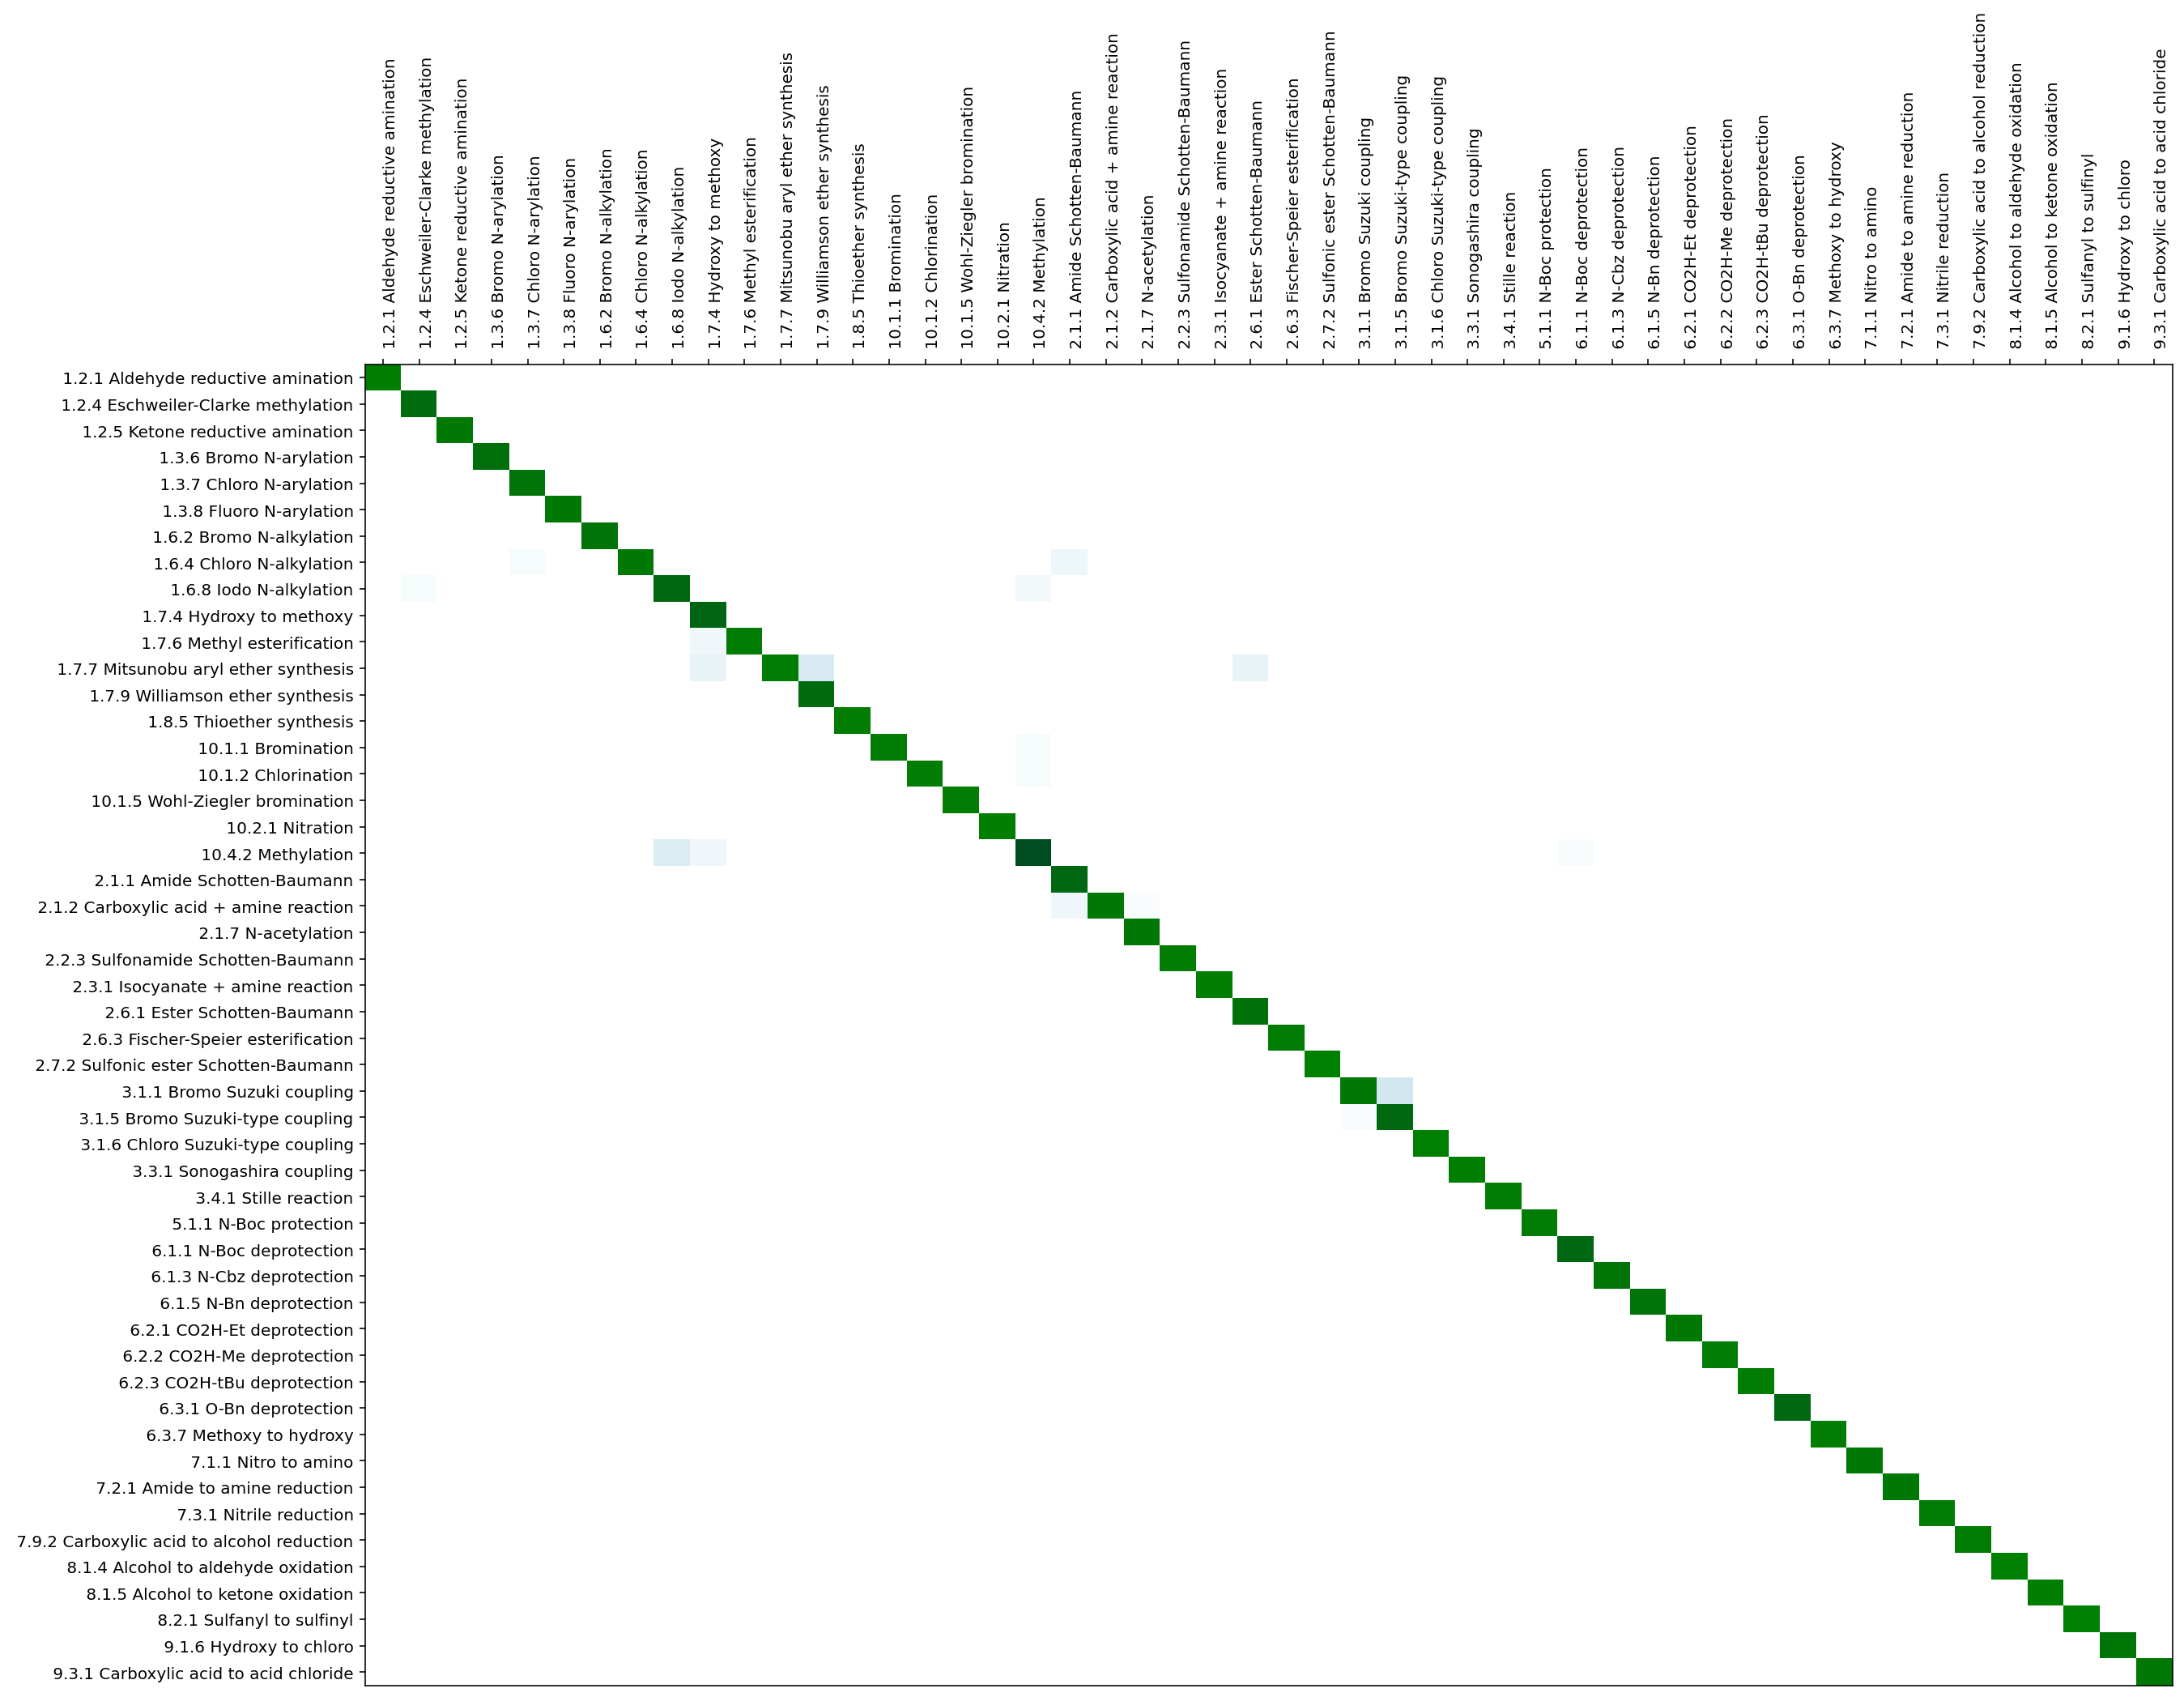 1.2.1 Aldehyde reductive amination
1.2.4 Eschweiler-Clarke methylation
1.2.5 Ketone reductive amination
1.3.6 Bromo N-arylation
1.3.7 Chloro N-arylation
1.3.8 Fluoro N-arylation
1.6.2 Bromo N-alkylation
1.6.4 Chloro N-alkylation
1.6.8 Iodo N-alkylation
1.7.4 Hydroxy to methoxy
1.7.6 Methyl esterification
1.7.7 Mitsunobu aryl ether synthesis
1.7.9 Williamson ether synthesis
1.8.5 Thioether synthesis
10.1.1 Bromination
10.1.2 Chlorination
10.1.5 Wohl-Ziegler bromination
10.2.1 Nitration
10.4.2 Methylation
2.1.1 Amide Schotten-Baumann
2.1.2 Carboxylic acid + amine reaction
2.1.7 N-acetylation
2.2.3 Sulfonamide Schotten-Baumann
2.3.1 Isocyanate + amine reaction
2.6.1 Ester Schotten-Baumann
2.6.3 Fischer-Speier esterification
2.7.2 Sulfonic ester Schotten-Baumann
3.1.1 Bromo Suzuki coupling
3.1.5 Bromo Suzuki-type coupling
3.1.6 Chloro Suzuki-type coupling
3.3.1 Sonogashira coupling
3.4.1 Stille reaction
5.1.1 N-Boc protection
6.1.1 N-Boc deprotection
6.1.3 N-Cbz deprotection
6.1.5 N-Bn deprotection
6.2.1 CO2H-Et deprotection
6.2.2 CO2H-Me deprotection
6.2.3 CO2H-tBu deprotection
6.3.1 O-Bn deprotection
6.3.7 Methoxy to hydroxy
7.1.1 Nitro to amino
7.2.1 Amide to amine reduction
7.3.1 Nitrile reduction
7.9.2 Carboxylic acid to alcohol reduction
8.1.4 Alcohol to aldehyde oxidation
8.1.5 Alcohol to ketone oxidation
8.2.1 Sulfanyl to sulfinyl
9.1.6 Hydroxy to chloro
9.3.1 Carboxylic acid to acid chloride
1.2.1 Aldehyde reductive amination
1.2.4 Eschweiler-Clarke methylation
1.2.5 Ketone reductive amination
1.3.6 Bromo N-arylation
1.3.7 Chloro N-arylation
1.3.8 Fluoro N-arylation
1.6.2 Bromo N-alkylation
1.6.4 Chloro N-alkylation
1.6.8 Iodo N-alkylation
1.7.4 Hydroxy to methoxy
1.7.6 Methyl esterification
1.7.7 Mitsunobu aryl ether synthesis
1.7.9 Williamson ether synthesis
1.8.5 Thioether synthesis
10.1.1 Bromination
10.1.2 Chlorination
10.1.5 Wohl-Ziegler bromination
10.2.1 Nitration
10.4.2 Methylation
2.1.1 Amide Schotten-Baumann
2.1.2 Carboxylic acid + amine reaction
2.1.7 N-acetylation
2.2.3 Sulfonamide Schotten-Baumann
2.3.1 Isocyanate + amine reaction
2.6.1 Ester Schotten-Baumann
2.6.3 Fischer-Speier esterification
2.7.2 Sulfonic ester Schotten-Baumann
3.1.1 Bromo Suzuki coupling
3.1.5 Bromo Suzuki-type coupling
3.1.6 Chloro Suzuki-type coupling
3.3.1 Sonogashira coupling
3.4.1 Stille reaction
5.1.1 N-Boc protection
6.1.1 N-Boc deprotection
6.1.3 N-Cbz deprotection
6.1.5 N-Bn deprotection
6.2.1 CO2H-Et deprotection
6.2.2 CO2H-Me deprotection
6.2.3 CO2H-tBu deprotection
6.3.1 O-Bn deprotection
6.3.7 Methoxy to hydroxy
7.1.1 Nitro to amino
7.2.1 Amide to amine reduction
7.3.1 Nitrile reduction
7.9.2 Carboxylic acid to alcohol reduction
8.1.4 Alcohol to aldehyde oxidation
8.1.5 Alcohol to ketone oxidation
8.2.1 Sulfanyl to sulfinyl
9.1.6 Hydroxy to chloro
9.3.1 Carboxylic acid to acid chloride